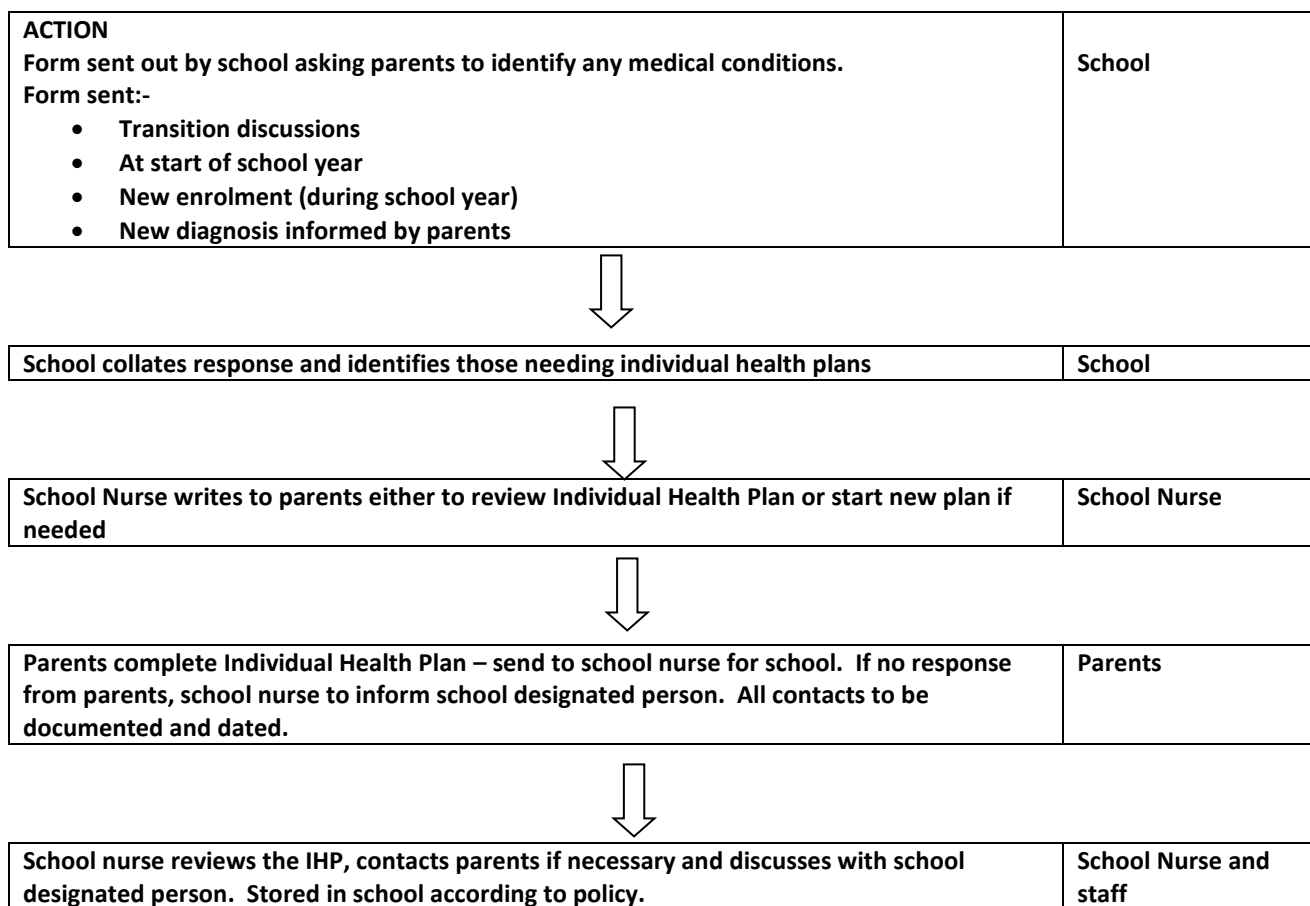 ACTION
Form sent out by school asking parents to identify any medical conditions.
School
Form sent:-
• Transition discussions
• At start of school year
• New enrolment (during school year)
• New diagnosis informed by parents
School collates response and identifies those needing individual health plans
School
School Nurse writes to parents either to review Individual Health Plan or start new plan if
needed
School Nurse
Parents complete Individual Health Plan – send to school nurse for school. If no response
from parents, school nurse to inform school designated person. All contacts to be
documented and dated.
Parents
School nurse reviews the IHP, contacts parents if necessary and discusses with school
designated person. Stored in school according to policy.
School Nurse and
staff